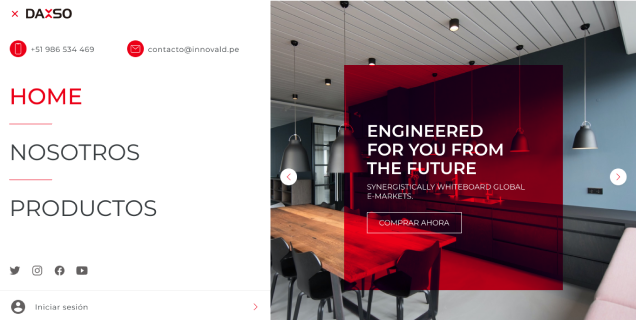 DAXSO
+51 986 534 469
contacto@innovald.pe
HOME
NOSOTROS
PRODUCTOS
Iniciar sesión
ENGINEERED
FOR YOU FROM
THE FUTURE
SYNERGISTICALLY WHITEBOARD GLOBAL
E-MARKETS.
COMPRAR AHORA